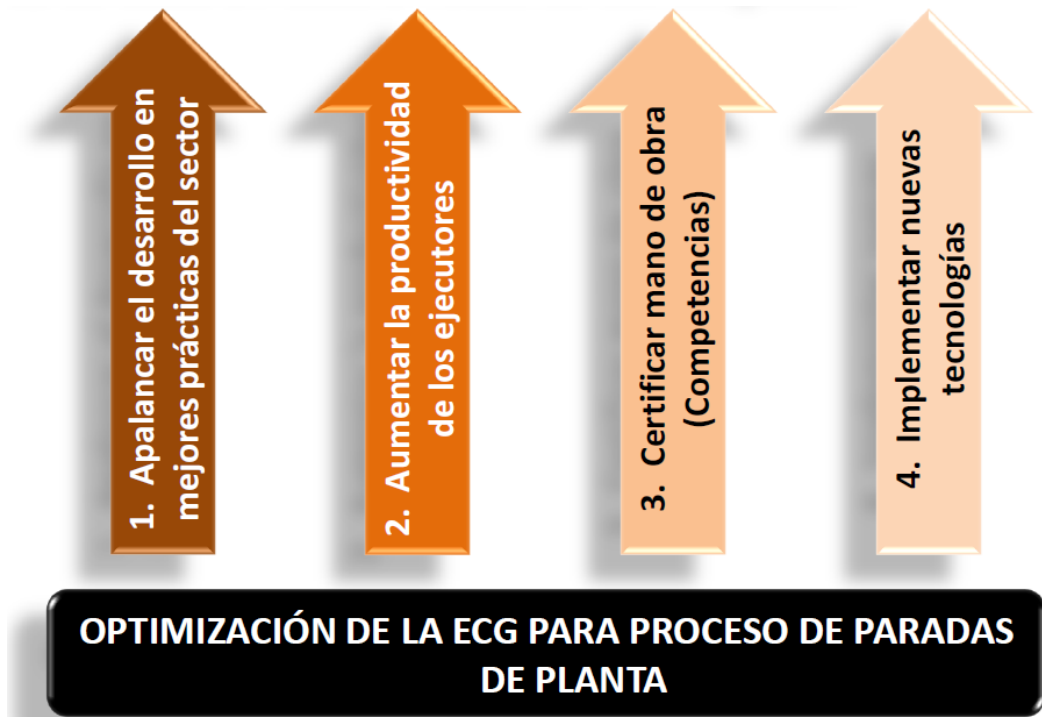 1. Apalancar el desarrollo en
mejores prácticas del sector
2. Aumentar la productividad
de los ejecutores
3. Certificar mano de obra
(Competencias)
4. Implementar nuevas
tecnologías
OPTIMIZACIÓN DE LA ECG PARA PROCESO DE PARADAS
DE PLANTA